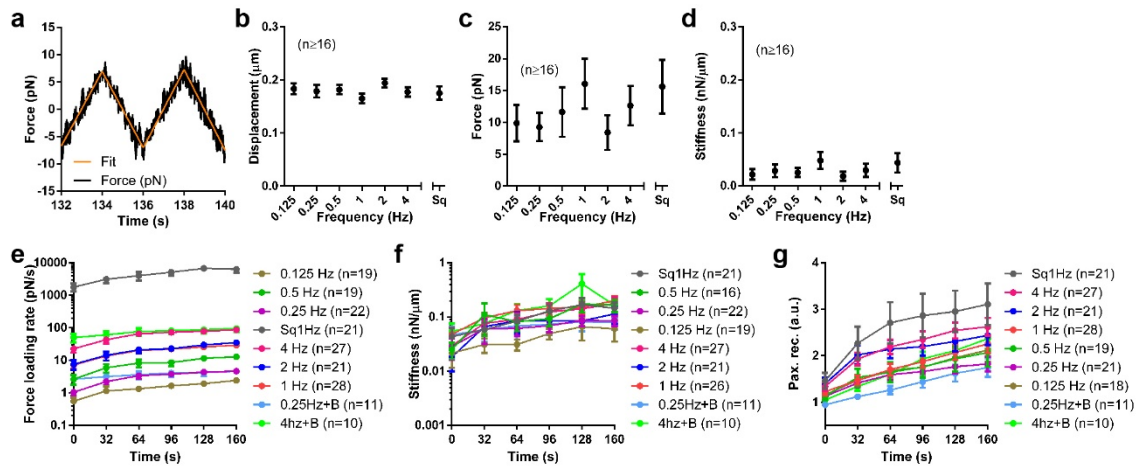 a
Force (pN)
15
10
5
0
-5
-10
-15
Fit
Force (pN)
132 134 136 138 140
Time (s)
b
Displacement (µm)
0.3
0.2
0.1
0.0
(n≥16)
0.125 0.25 0.5 1 2 4 Sq
Frequency (Hz)
c
Force (pN)
25
20
15
10
5
0
(n≥16)
0.125 0.25 0.5 1 2 4 Sq
Frequency (Hz)
d
Stiffness (nN/µm)
0.3
0.2
0.1
0.0
(n≥16)
0.125 0.25 0.5 1 2 4 Sq
Frequency (Hz)
e
Force loading rate (pN/s)
10000
1000
100
10
1
0.1
0 32 64 96 128 160
Time (s)
0.125 Hz (n=19)
0.5 Hz (n=19)
0.25 Hz (n=22)
Sq1Hz (n=21)
4 Hz (n=27)
2 Hz (n=21)
1 Hz (n=28)
0.25Hz+B (n=11)
4hz+B (n=10)
f
Stiffness (nN/µm)
1
0.1
0.01
0.001
0 32 64 96 128 160
Time (s)
Sq1Hz (n=21)
0.5 Hz (n=16)
0.25 Hz (n=22)
0.125 Hz (n=19)
4 Hz (n=27)
2 Hz (n=21)
1 Hz (n=26)
0.25Hz+B (n=11)
4hz+B (n=10)
g
Pax. rec. (a.u.)
4
3
2
1
0 32 64 96 128 160
Time (s)
Sq1Hz (n=21)
4 Hz (n=27)
2 Hz (n=21)
1 Hz (n=28)
0.5 Hz (n=19)
0.25 Hz (n=21)
0.125 Hz (n=18)
0.25Hz+B (n=11)
4hz+B (n=10)